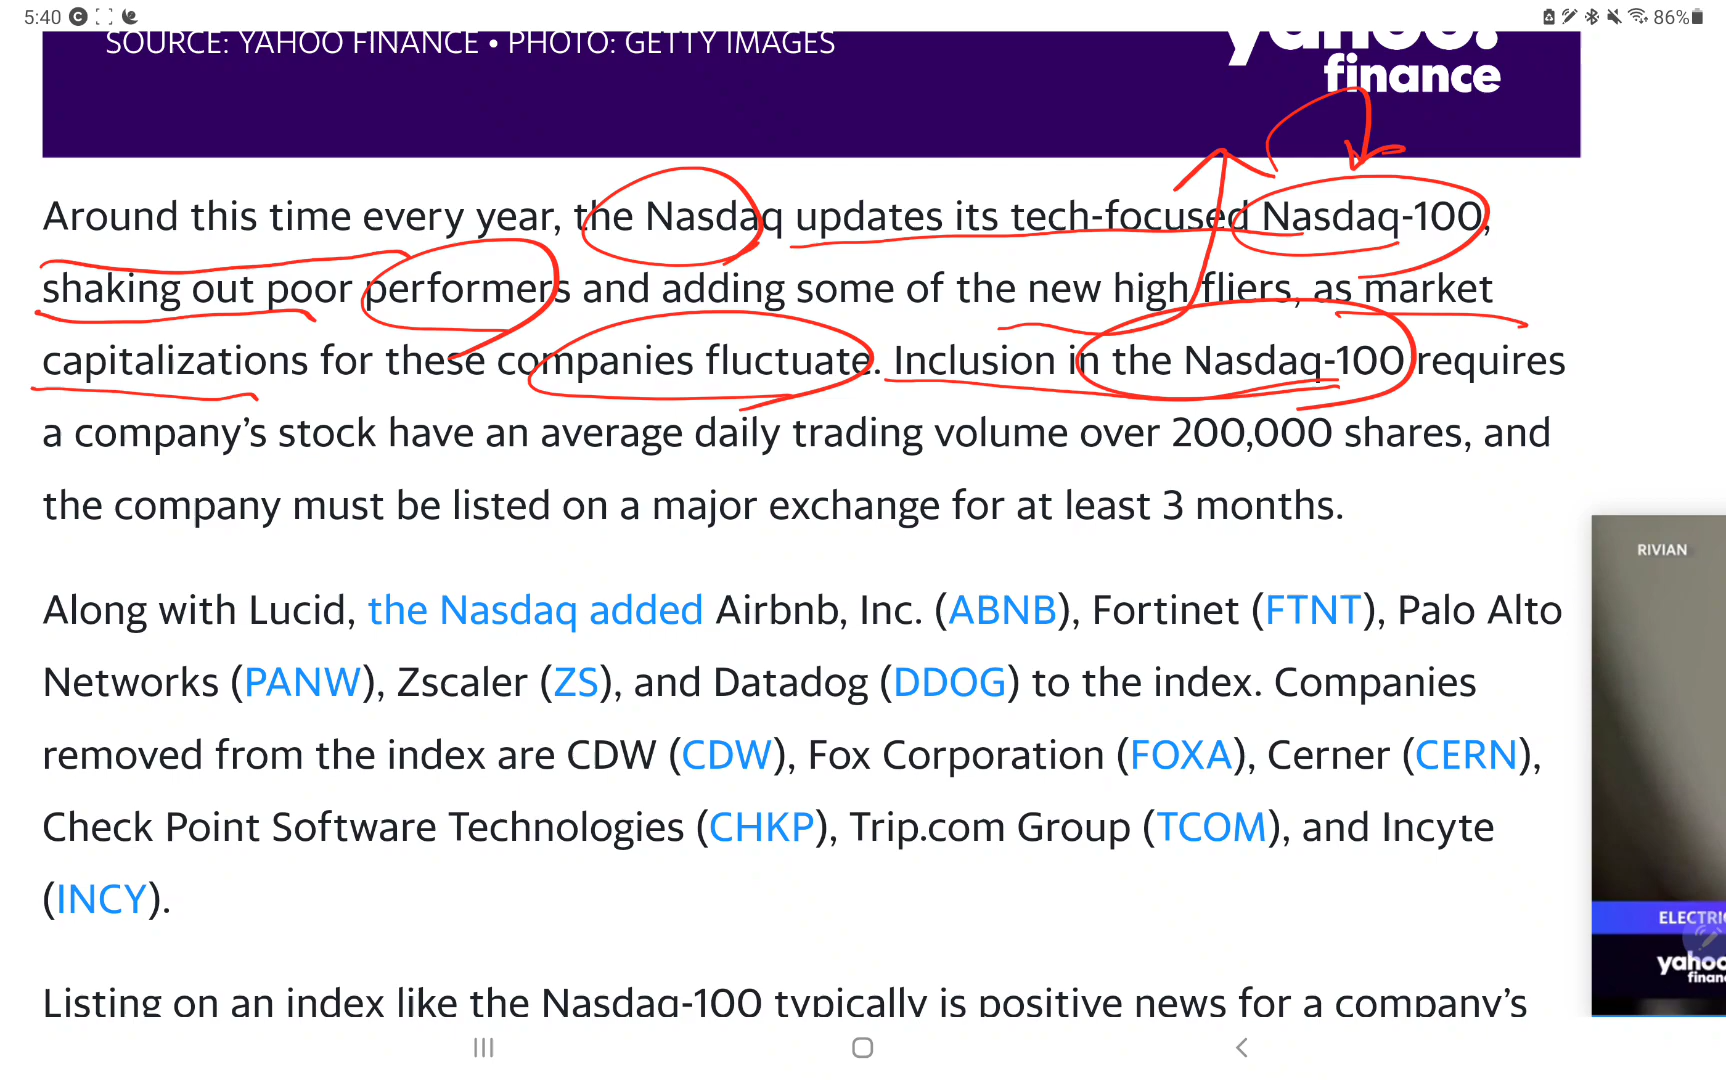 5:40
86%
SOURCE: YAHOO FINANCE • PHOTO: GETTY IMAGES
yahoo!
finance
Around this time every year, the Nasdaq updates its tech-focused Nasdaq-100,
shaking out poor performers and adding some of the new high fliers, as market
capitalizations for these companies fluctuate. Inclusion in the Nasdaq-100 requires
a company’s stock have an average daily trading volume over 200,000 shares, and
the company must be listed on a major exchange for at least 3 months.
RIVIAN
Along with Lucid, the Nasdaq added Airbnb, Inc. (ABNB), Fortinet (FTNT), Palo Alto
Networks (PANW), Zscaler (ZS), and Datadog (DDOG) to the index. Companies
removed from the index are CDW (CDW), Fox Corporation (FOXA), Cerner (CERN),
Check Point Software Technologies (CHKP), Trip.com Group (TCOM), and Incyte
(INCY).
Listing on an index like the Nasdaq-100 typically is positive news for a company’s